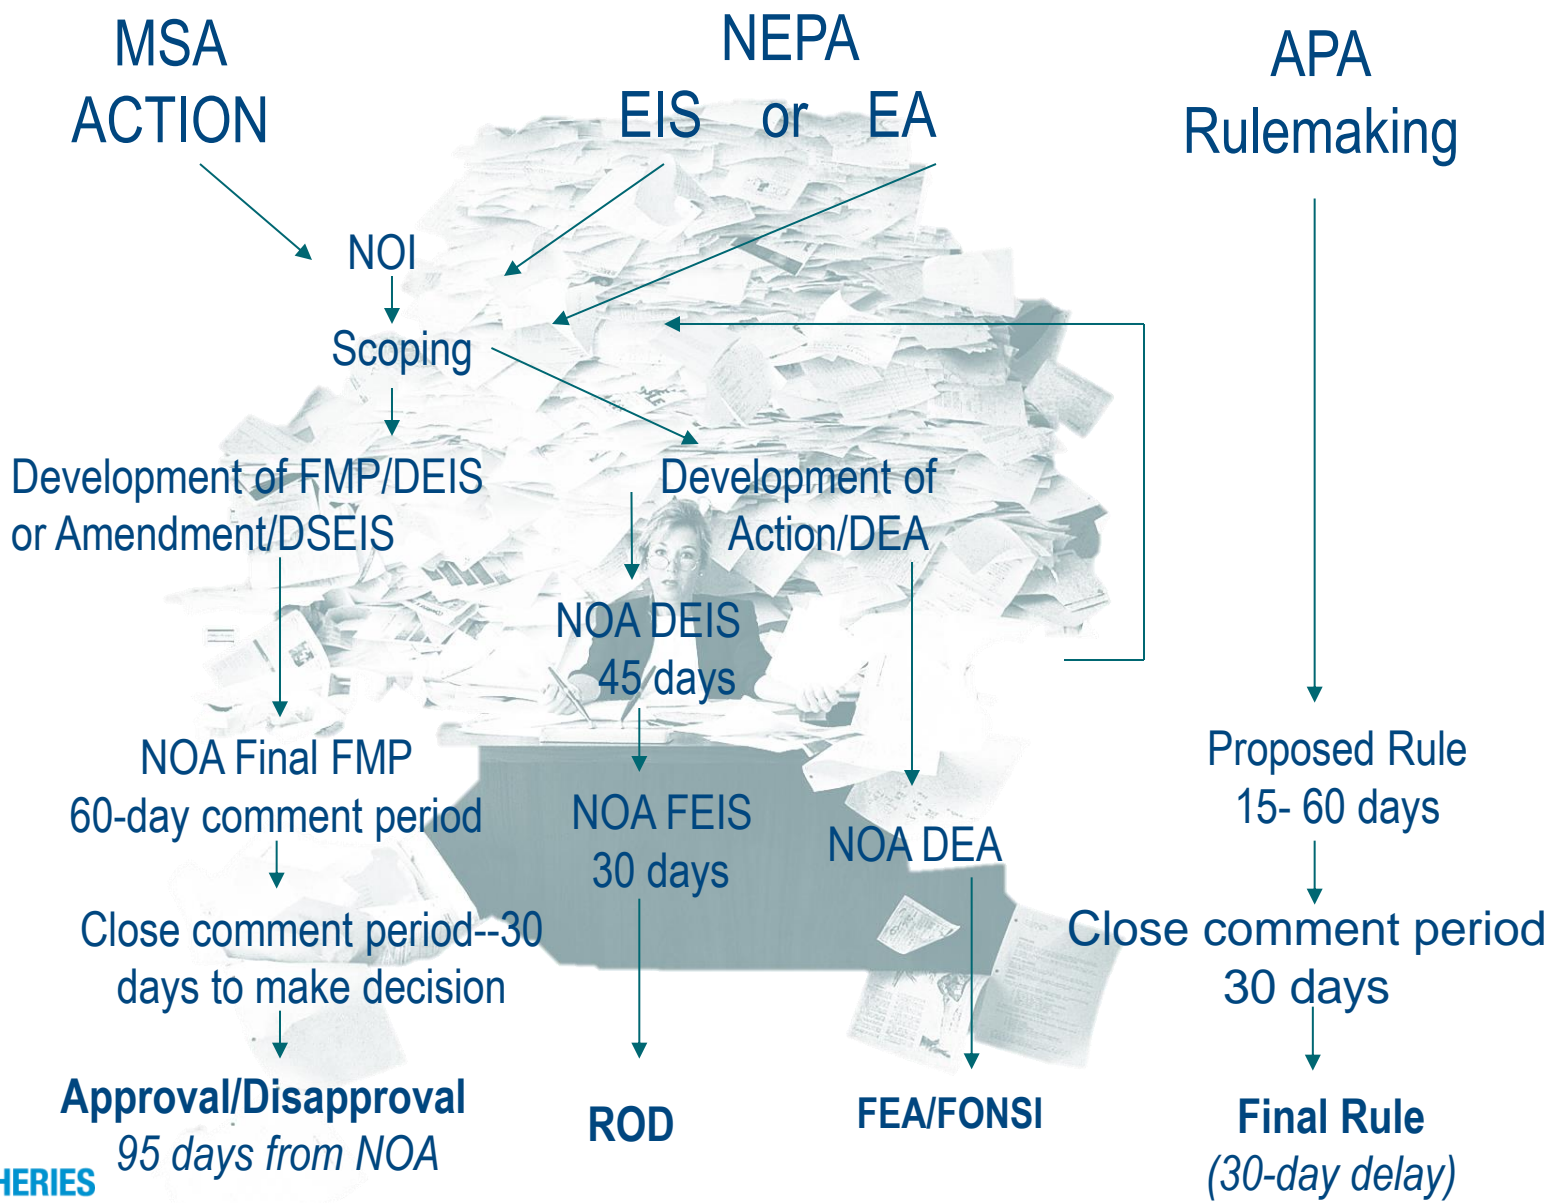 MSA
ACTION
NEPA
EIS or EA
APA
Rulemaking
NOI
Scoping
Development of FMP/DEIS
or Amendment/DSEIS
Development of
Action/DEA
NOA DEIS
45 days
NOA Final FMP
60-day comment period
NOA FEIS
30 days
NOA DEA
Proposed Rule
15- 60 days
Close comment period--30
days to make decision
Close comment period
30 days
Approval/Disapproval
95 days from NOA
ROD
FEA/FONSI
Final Rule
(30-day delay)
HERIES